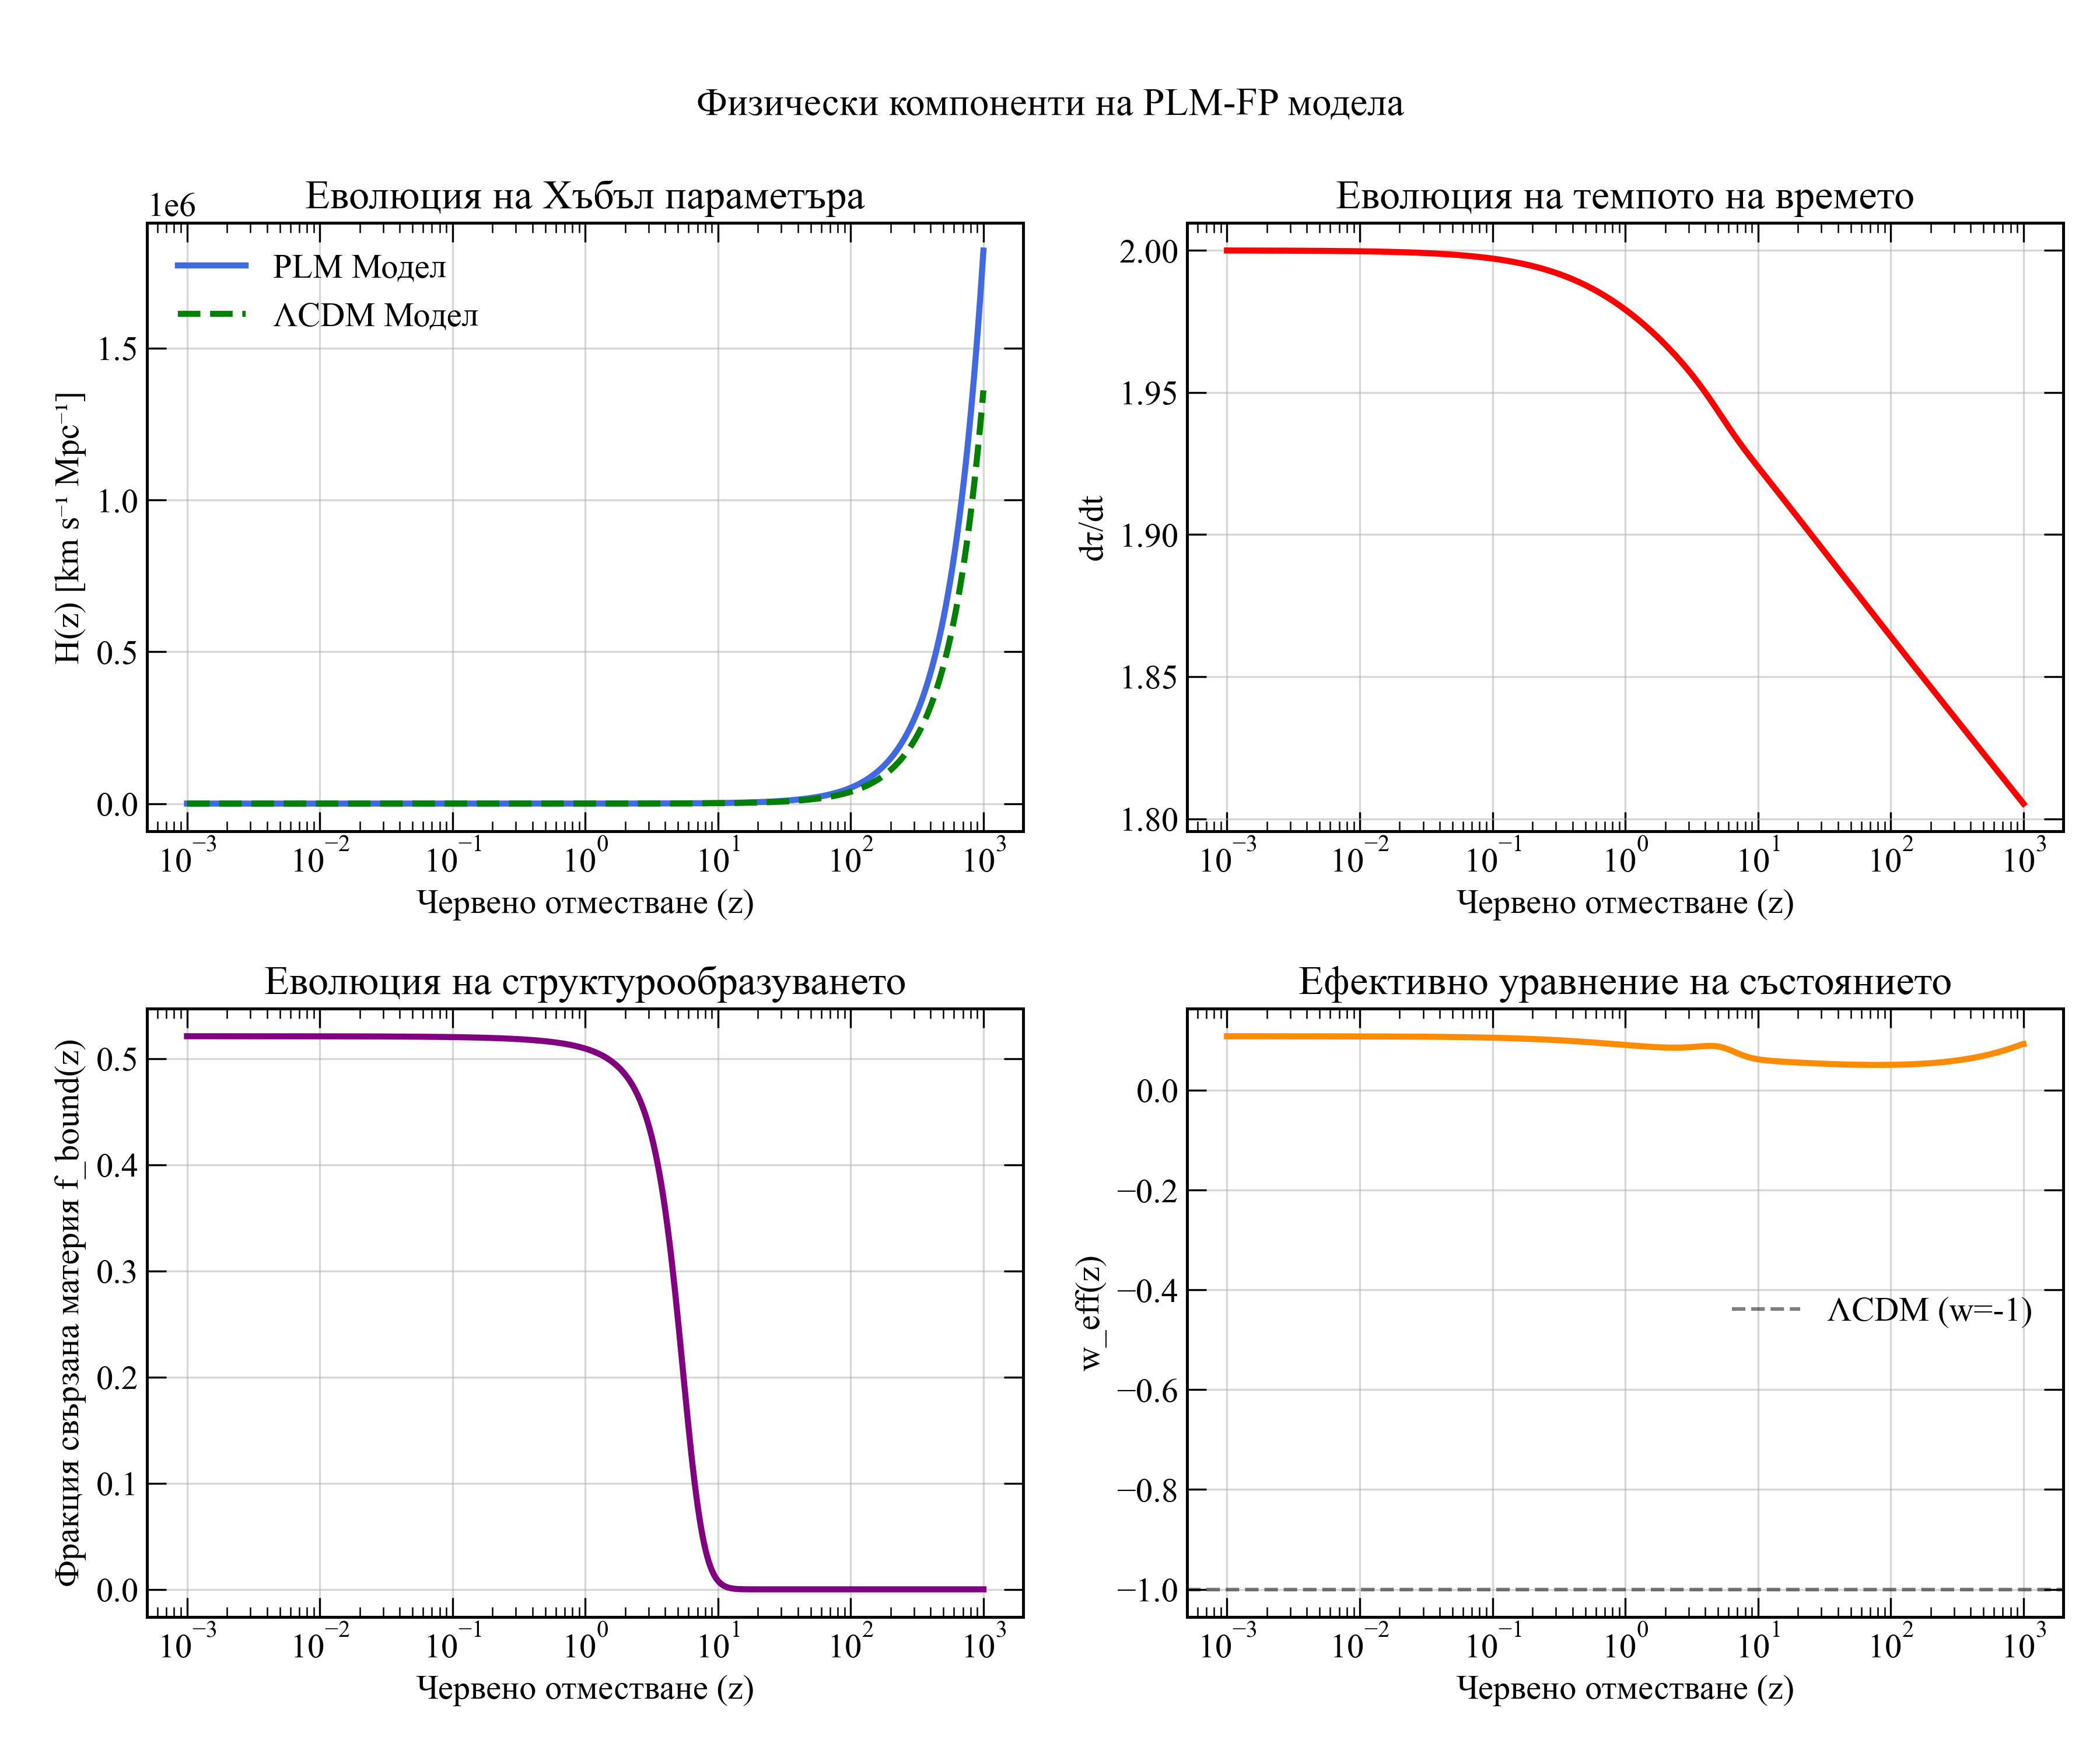 Физически компоненти на PLM-FP модела
Еволюция на Хъбъл параметъра
1e6
PLM Модел
ΛCDM Модел
H(z) [km s⁻¹ Mpc⁻¹]
1.5
1.0
0.5
0.0
10⁻³ 10⁻² 10⁻¹ 10⁰ 10¹ 10² 10³
Червено отместване (z)
Еволюция на темпото на времето
dτ/dt
2.00
1.95
1.90
1.85
1.80
10⁻³ 10⁻² 10⁻¹ 10⁰ 10¹ 10² 10³
Червено отместване (z)
Еволюция на структурообразуването
Фракция свързана материя f_bound(z)
0.5
0.4
0.3
0.2
0.1
0.0
10⁻³ 10⁻² 10⁻¹ 10⁰ 10¹ 10² 10³
Червено отместване (z)
Ефективно уравнение на състоянието
w_eff(z)
0.0
−0.2
−0.4
−0.6
−0.8
−1.0
ΛCDM (w=-1)
10⁻³ 10⁻² 10⁻¹ 10⁰ 10¹ 10² 10³
Червено отместване (z)